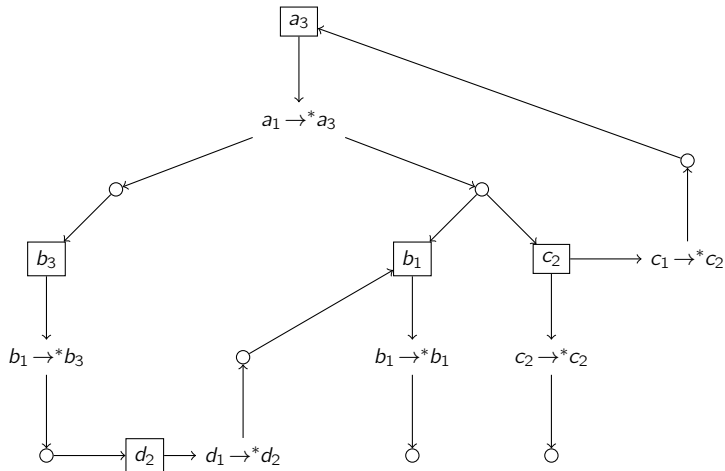 a₃
a₁→*a₃
b₃ b₁ c₂ c₁→*c₂
b₁→*b₃ b₁→*b₁ c₂→*c₂
d₂ d₁→*d₂